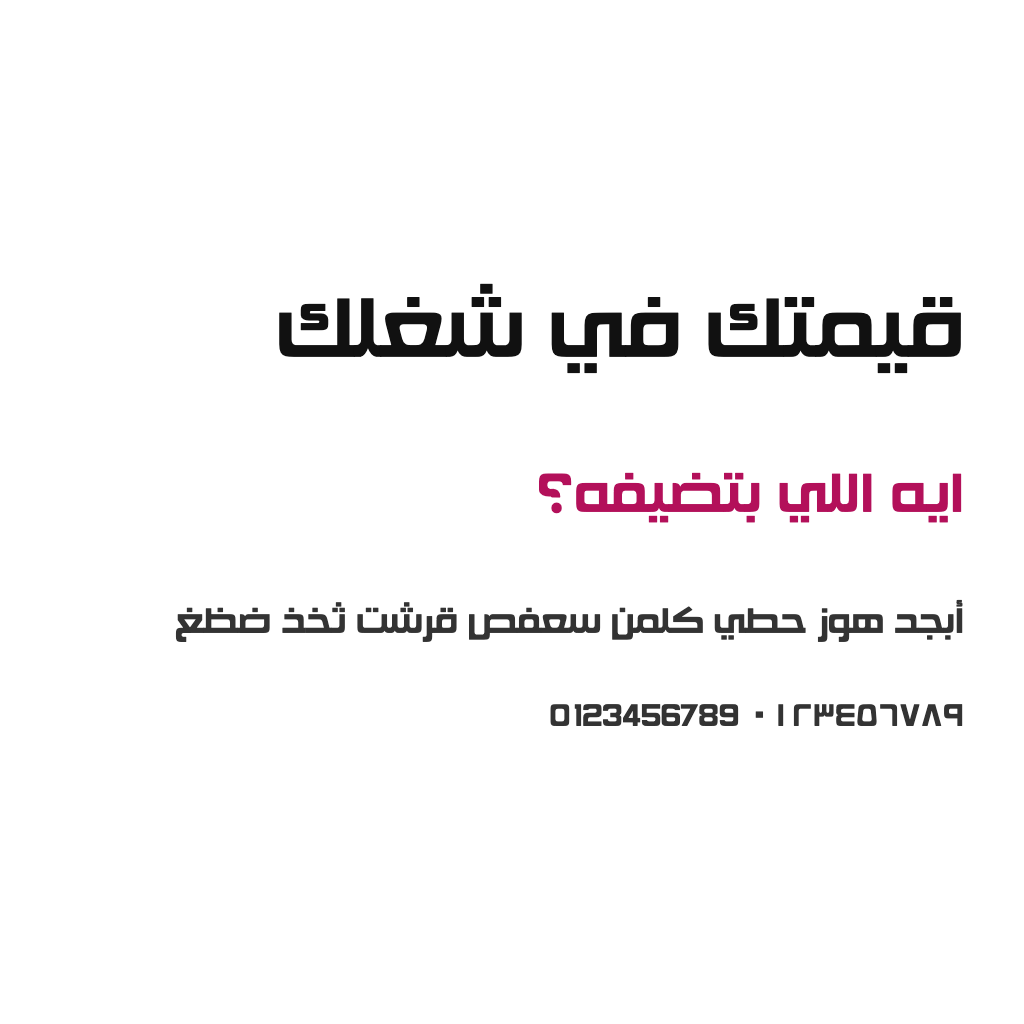 قيمتك في شغلك
ايه اللي بتضيفه؟
أبجد هوز حطي كلمن سعفص قرشت ثخذ ضظغ
0123456789 ٠١٢٣٤٥٦٧٨٩